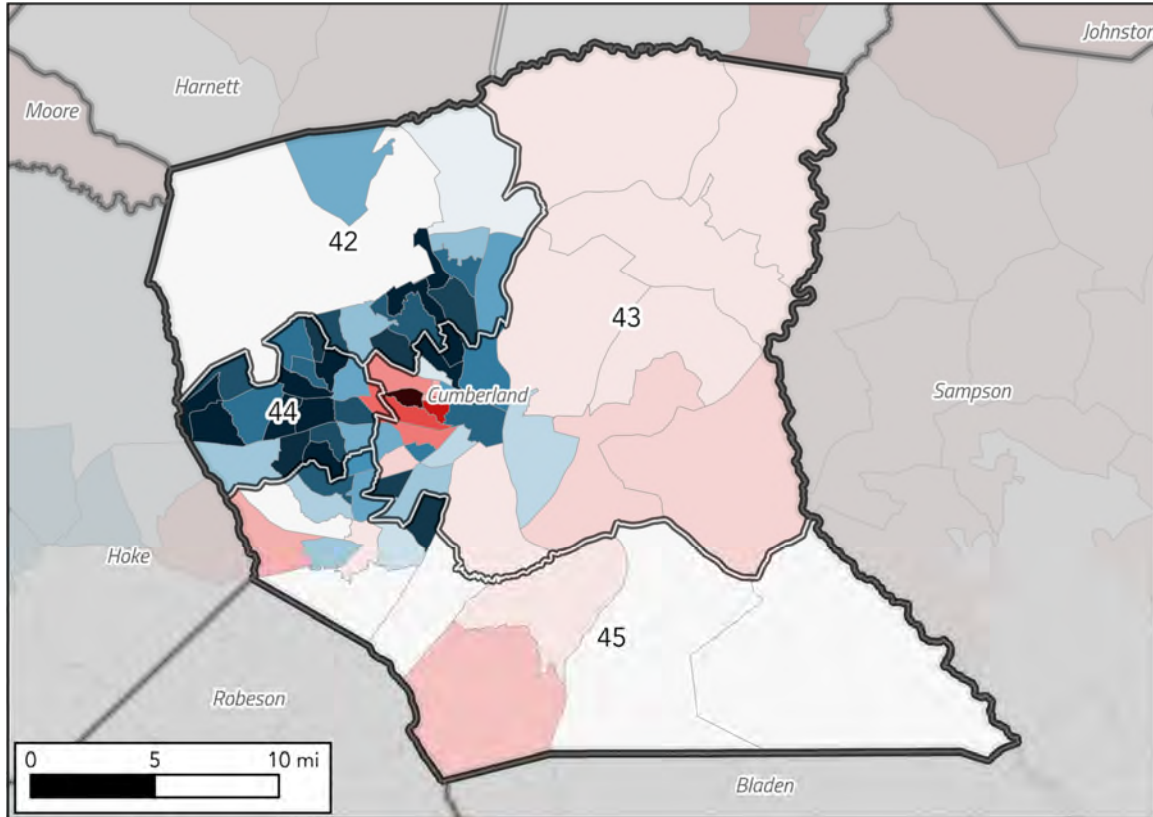 Johnston
Harnett
Moore
42
43
Cumberland
Sampson
44
Hoke
45
Robeson
0 5 10 mi
Bladen